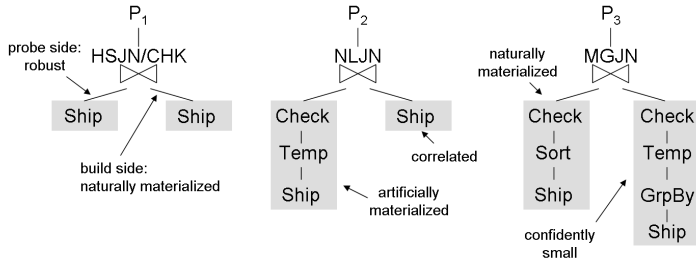 P1
probe side:
robust
HSJN/CHK
Ship
Ship
build side:
naturally materialized
P2
NLJN
Check
Ship
Temp
correlated
Ship
artificially
materialized
P3
naturally
materialized
MGJN
Check
Check
Sort
Temp
Ship
GrpBy
confidently
small
Ship